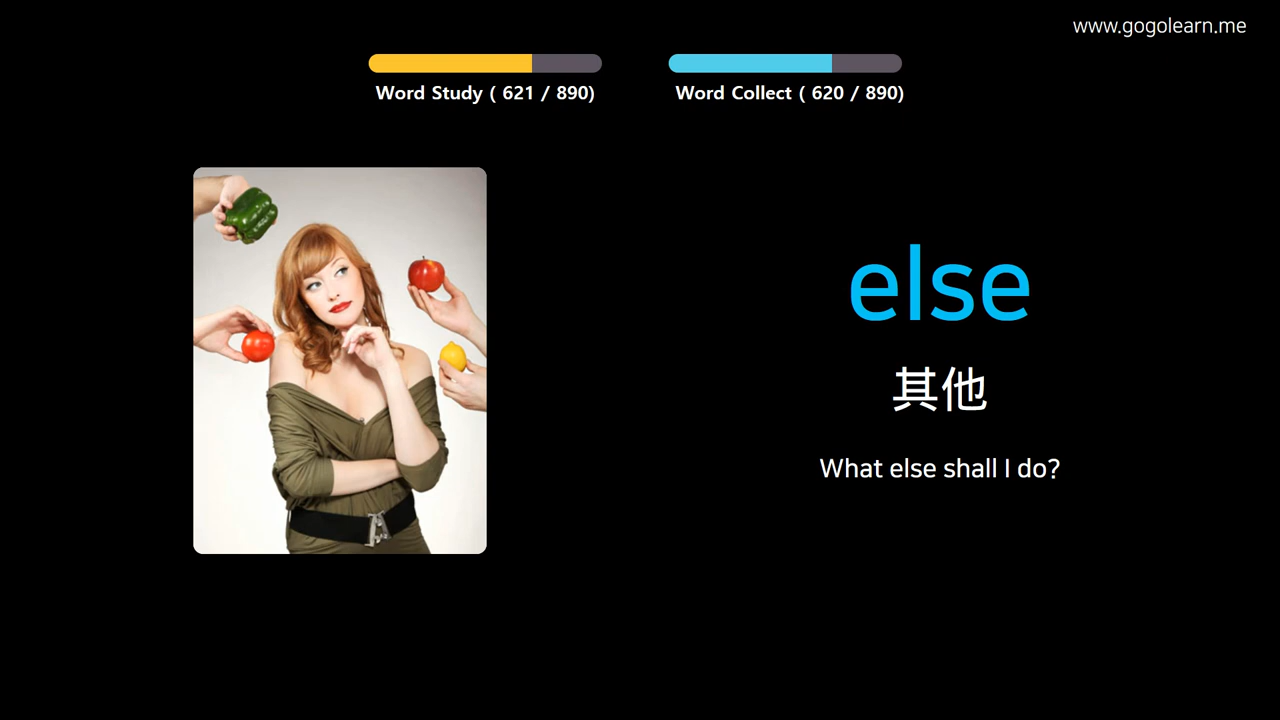 www.gogolearn.me
Word Study ( 621 / 890)
Word Collect ( 620 / 890)
else
其他
What else shall I do?